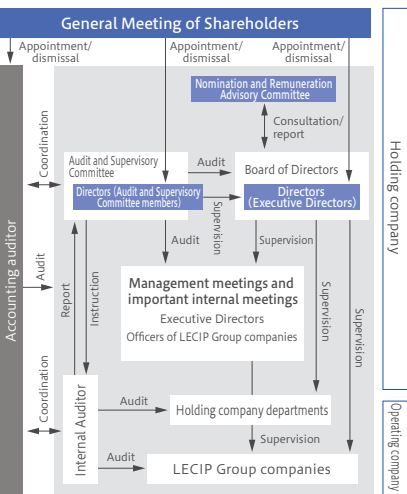 General Meeting of Shareholders
Appointment/
dismissal
Appointment/
dismissal
Appointment/
dismissal
Nomination and Remuneration
Advisory Committee
Coordination
Consultation/
report
Audit and Supervisory
Committee
Audit
Board of Directors
Directors (Audit and Supervisory
Committee members)
Directors
(Executive Directors)
Supervision
Holding company
Accounting auditor
Audit
Audit
Supervision
Report
Instruction
Management meetings and
important internal meetings
Executive Directors
Officers of LECIP Group companies
Supervision
Supervision
Coordination
Internal Auditor
Audit
Holding company departments
Supervision
Audit
LECIP Group companies
Operating company